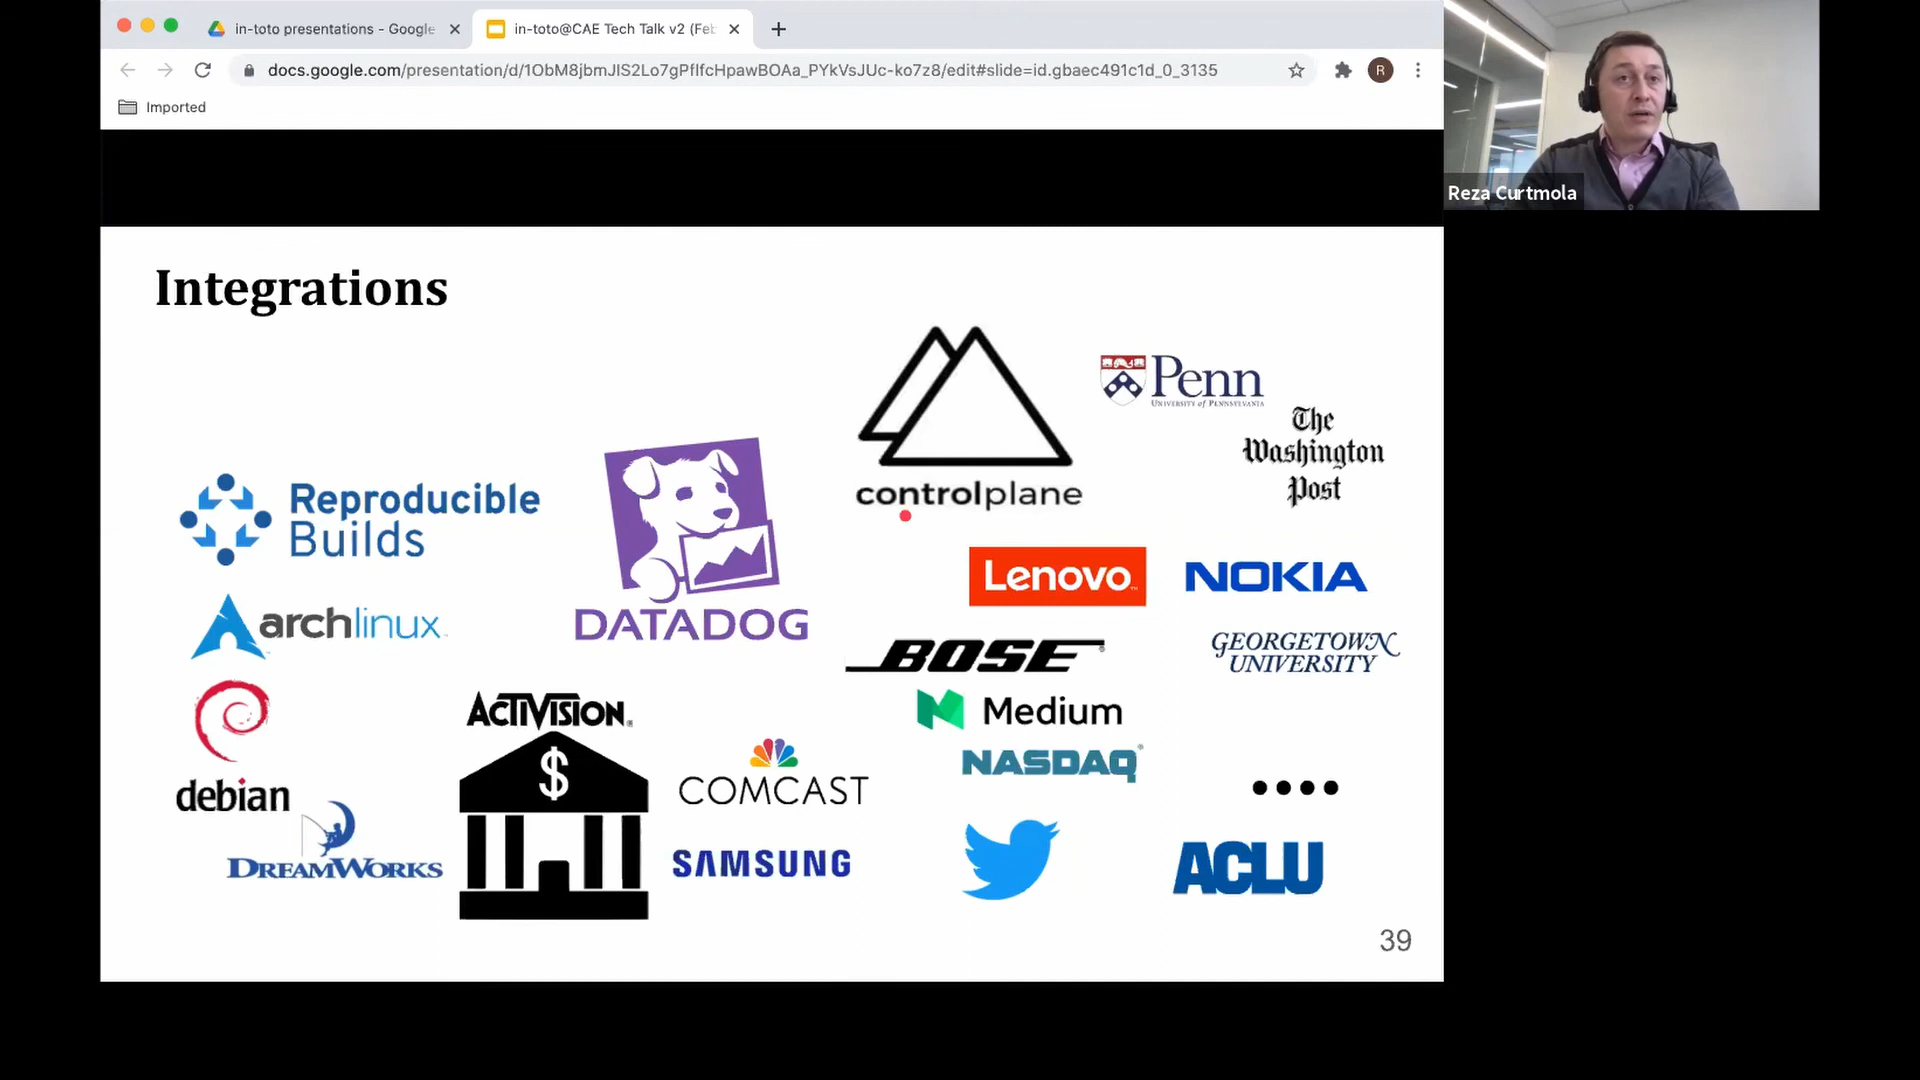 in-toto presentations - Google
in-toto@CAE Tech Talk v2 (Feb
docs.google.com/presentation/d/1ObM8jbmJIS2Lo7gPfIfcHpawBOAa_PYkVsJUc-ko7z8/edit#slide=id.gbaec491c1d_0_3135
R
Imported
Reza Curtmola
Integrations
Penn
UNIVERSITY of PENNSYLVANIA
The
Washington
Post
controlplane
Reproducible
Builds
DATADOG
Lenovo
NOKIA
archlinux
BOSE
GEORGETOWN
UNIVERSITY
debian
ACTIVISION
$
Medium
COMCAST
NASDAQ
DREAMWORKS
SAMSUNG
ACLU
39